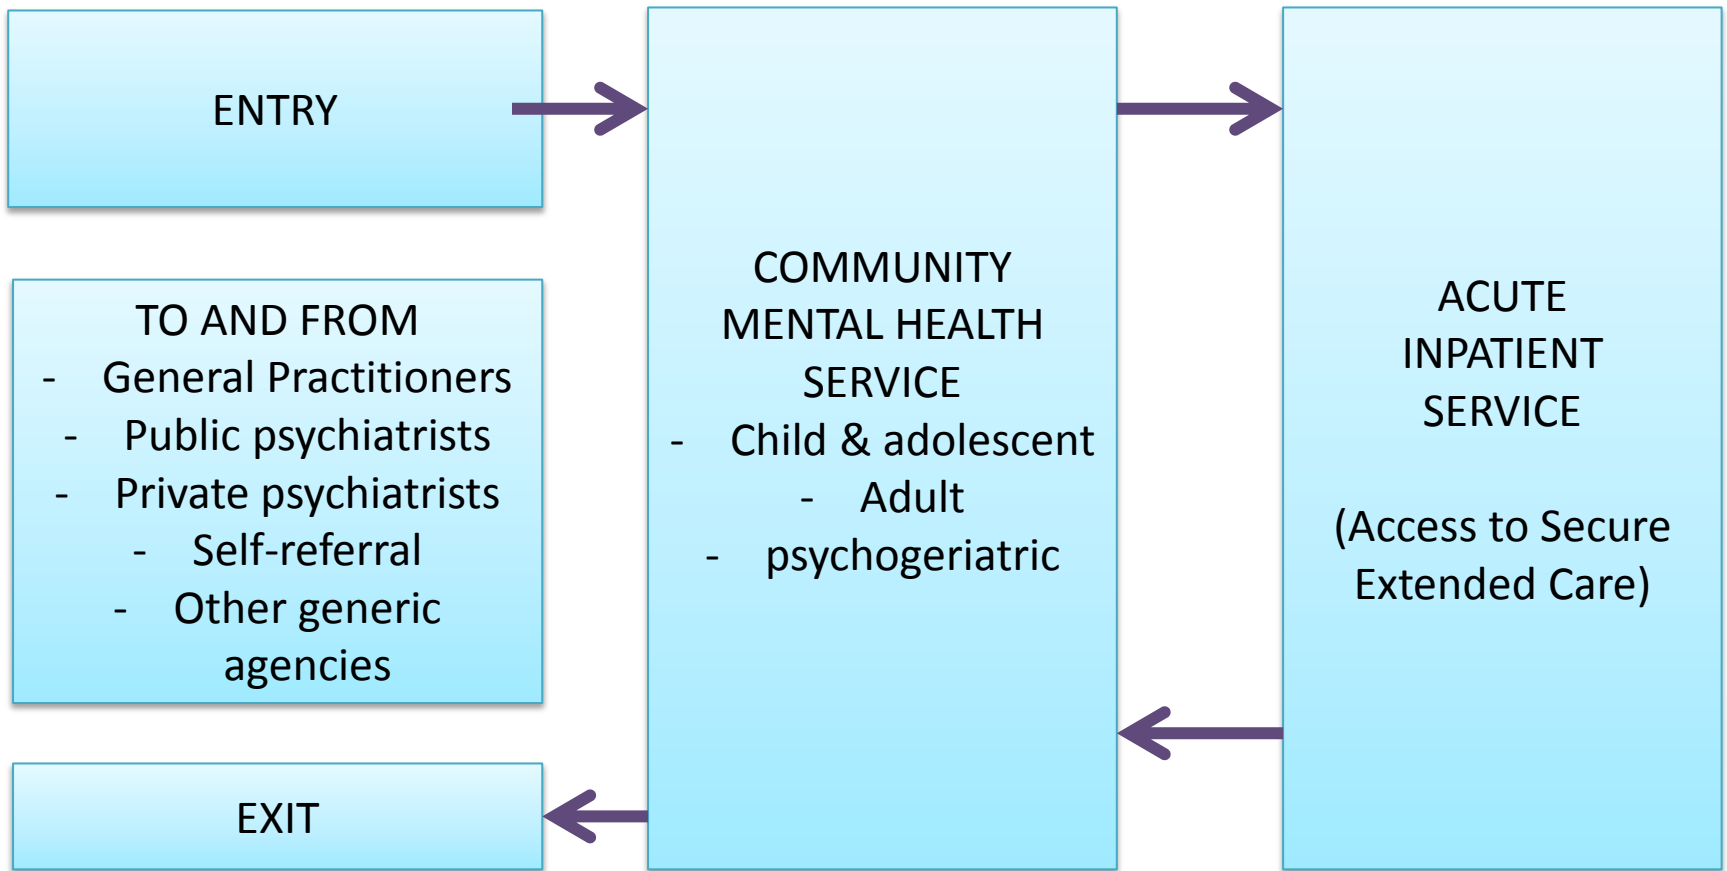 ENTRY
TO AND FROM
- General Practitioners
- Public psychiatrists
- Private psychiatrists
- Self-referral
- Other generic
agencies
EXIT
COMMUNITY
MENTAL HEALTH
SERVICE
- Child & adolescent
- Adult
- psychogeriatric
ACUTE
INPATIENT
SERVICE
(Access to Secure
Extended Care)